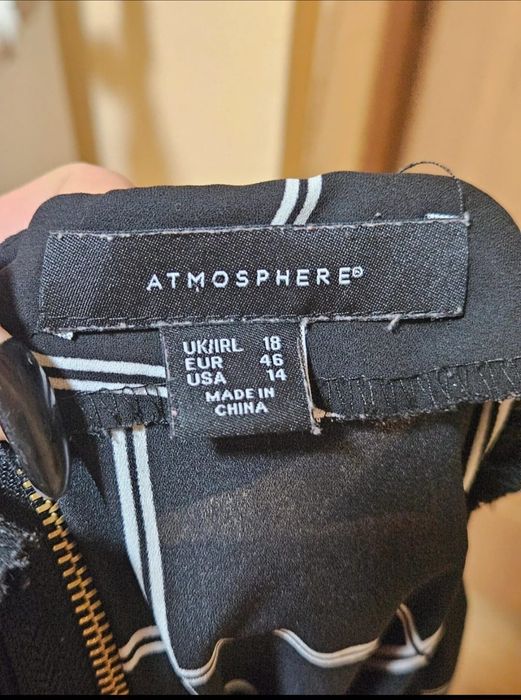 ATMOSPHERE®
UK/IRL 18
EUR 46
USA 14
MADE IN
CHINA